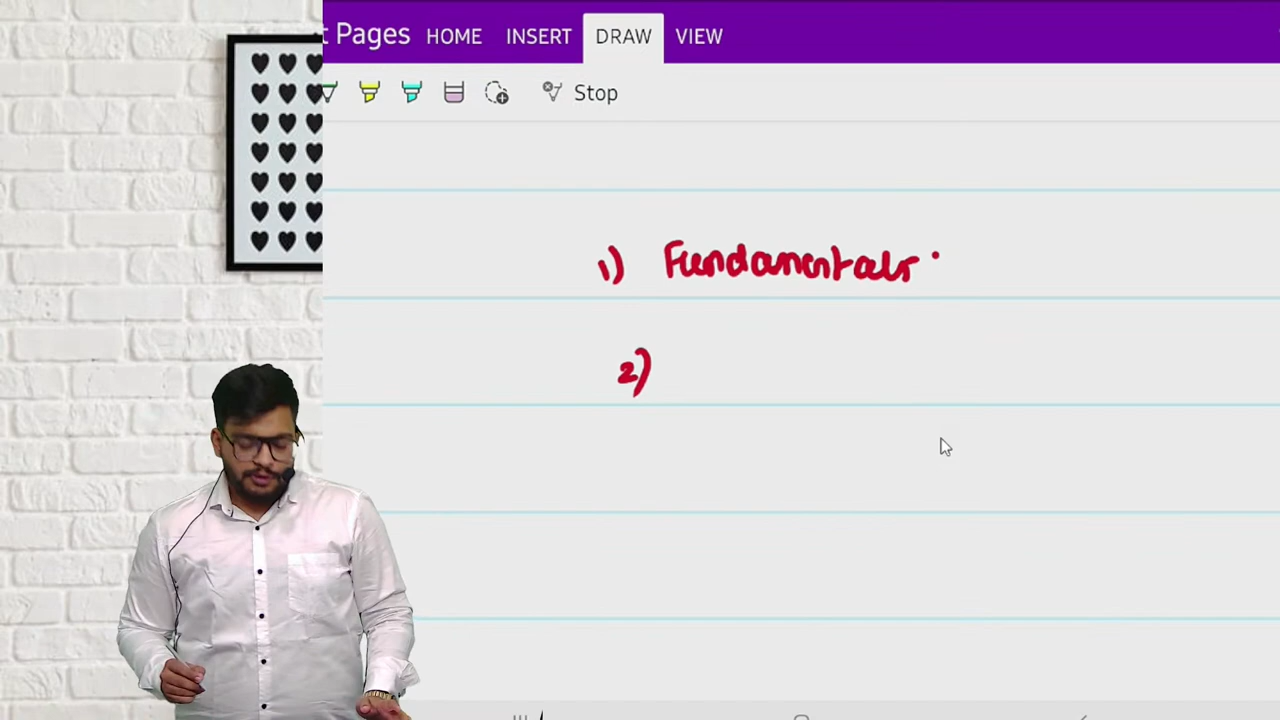 t Pages HOME INSERT DRAW VIEW
Stop
1) Fundamentals.
2)